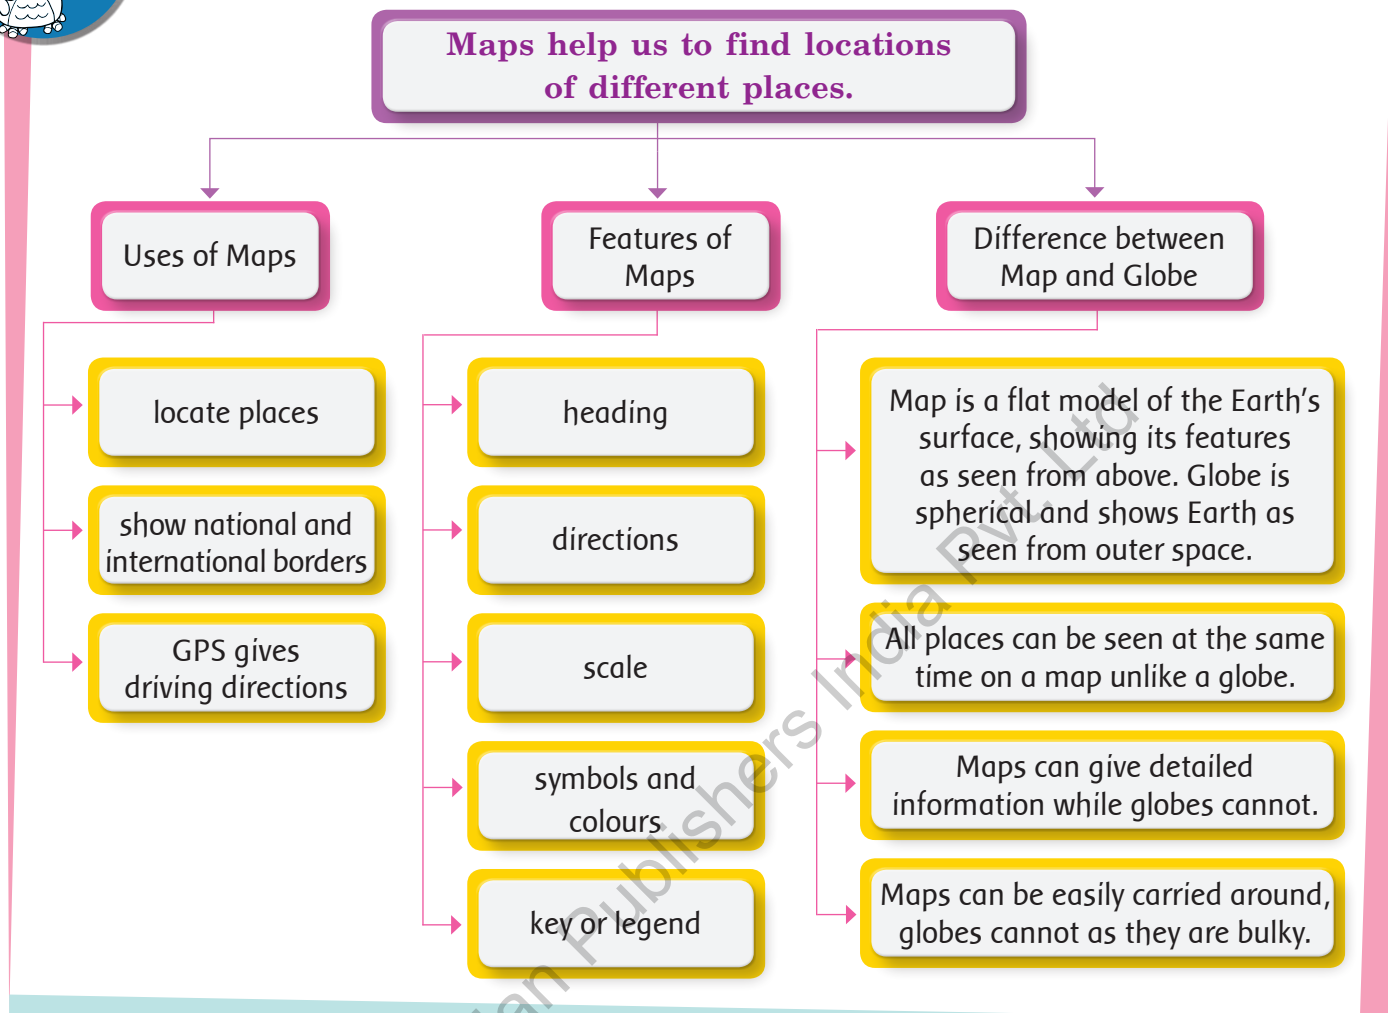 Maps help us to find locations
of different places.
Uses of Maps
locate places
show national and
international borders
GPS gives
driving directions
Features of
Maps
heading
directions
scale
symbols and
colours
key or legend
Difference between
Map and Globe
Map is a flat model of the Earth's
surface, showing its features
as seen from above. Globe is
spherical and shows Earth as
seen from outer space.
All places can be seen at the same
time on a map unlike a globe.
Maps can give detailed
information while globes cannot.
Maps can be easily carried around,
globes cannot as they are bulky.
Publishers India Pvt. Ltd